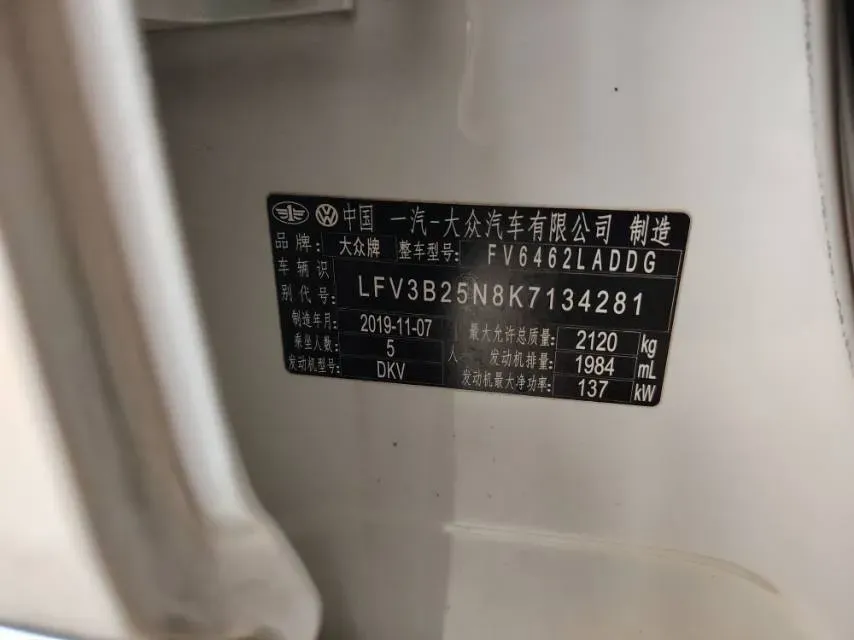 中国 一汽-大众汽车有限公司 制造
品牌: 大众牌 整车型号: FV6462LADDG
车辆识别代号: LFV3B25N8K7134281
制造年月: 2019-11-07 最大允许总质量: 2120 kg
乘坐人数: 5 人 发动机排量: 1984 mL
发动机型号: DKV 发动机最大净功率: 137 kW